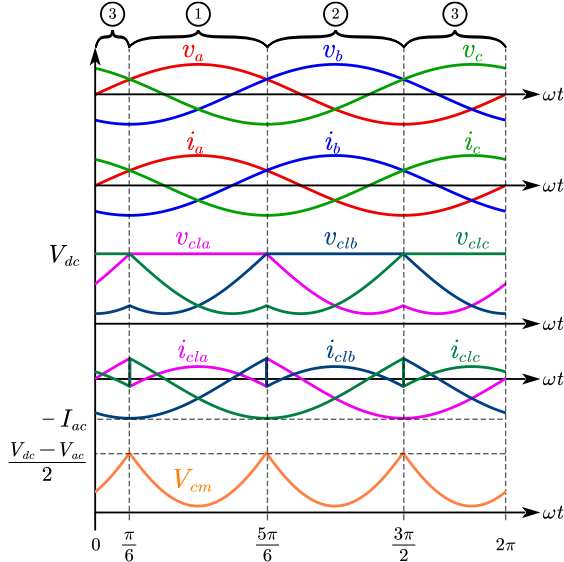 ③ ① ② ③
v_a v_b v_c
ωt
i_a i_b i_c
ωt
V_dc v_cla v_clb v_clc
i_cla i_clb i_clc
ωt
− I_ac
V_dc − V_ac
2
V_cm
ωt
0 π/6 5π/6 3π/2 2π